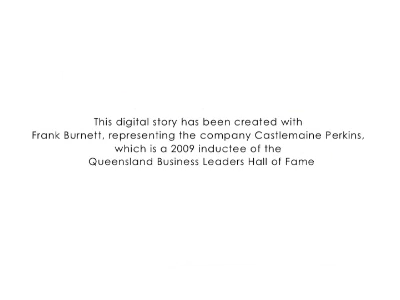 This digital story has been created with
Frank Burnett, representing the company Castlemaine Perkins,
which is a 2009 inductee of the
Queensland Business Leaders Hall of Fame